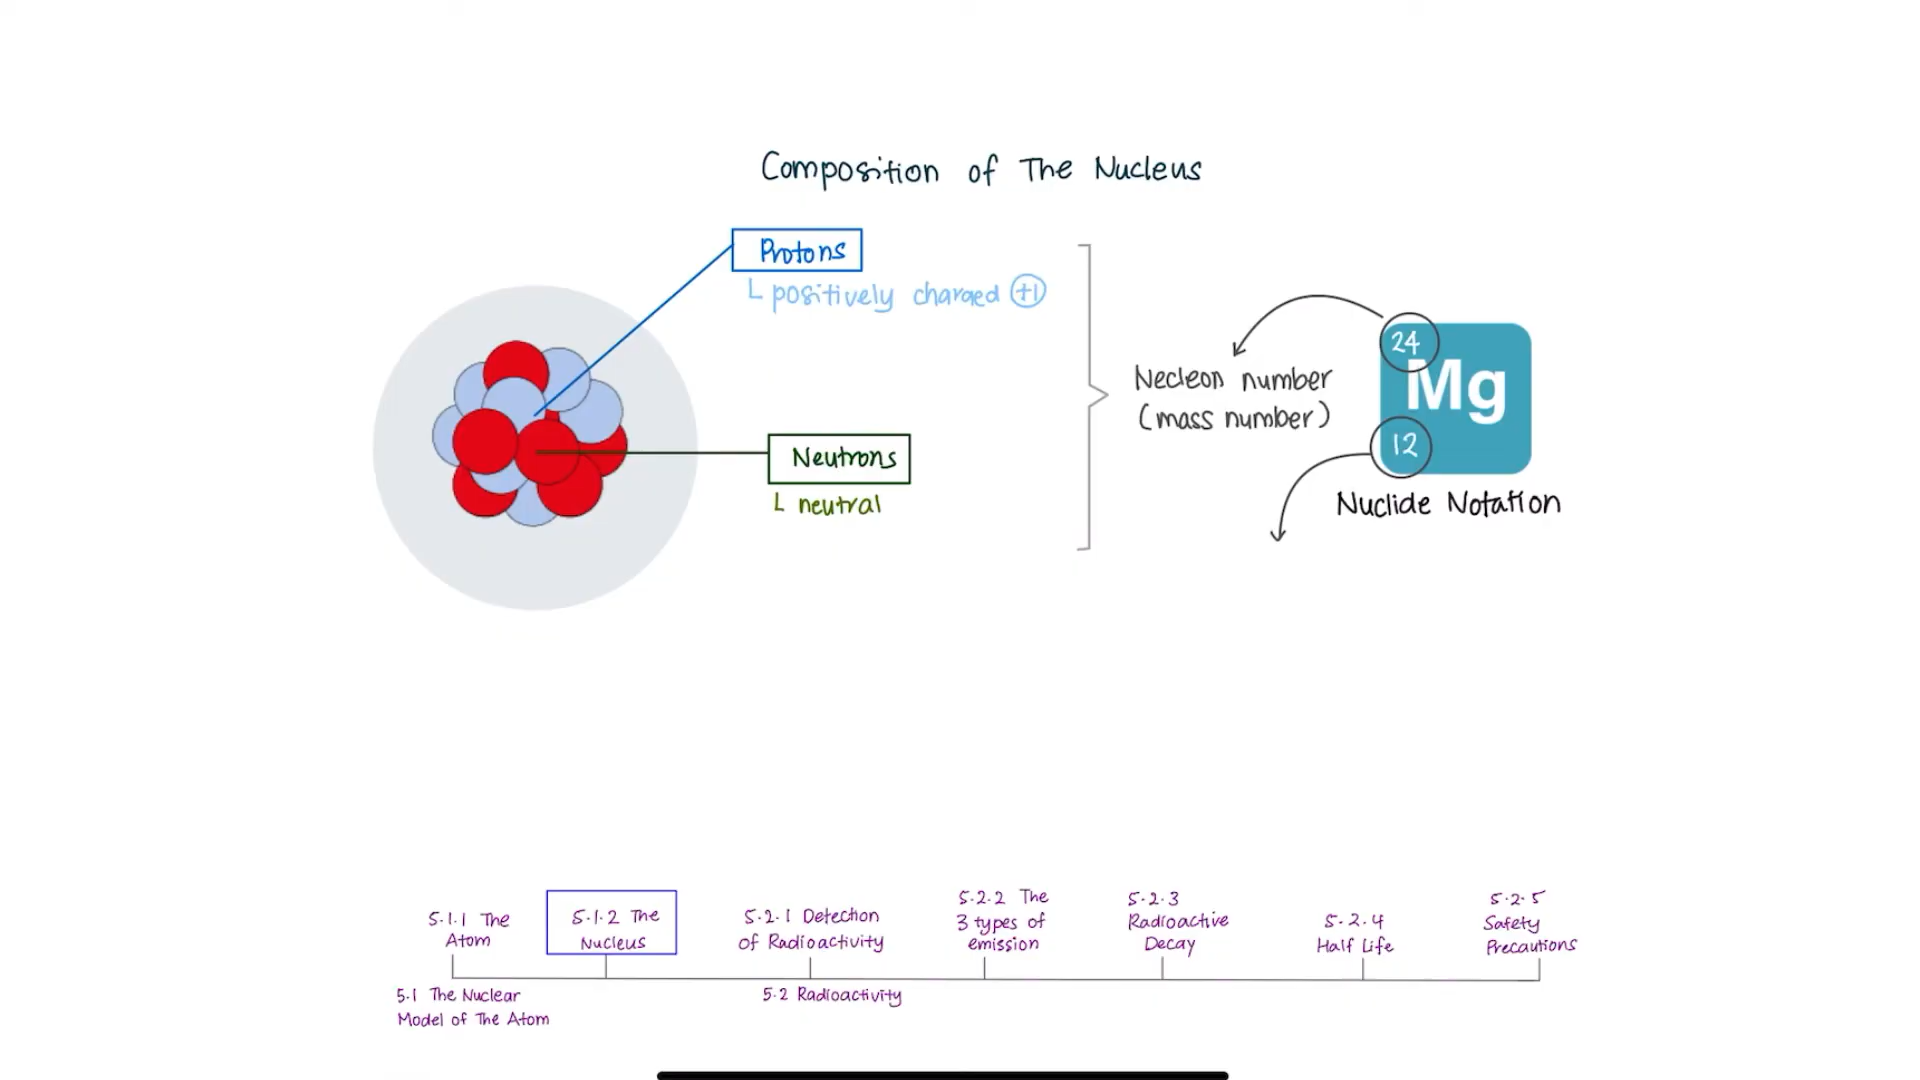 Composition of The Nucleus
Protons
positively charged +1
Neutrons
neutral
Necleon number
(mass number)
24
Mg
12
Nuclide Notation
5.1.1 The
Atom
5.1.2 The
Nucleus
5.2.1 Detection
of Radioactivity
5.2.2 The
3 types of
emission
5.2.3
Radioactive
Decay
5.2.4
Half Life
5.2.5
Safety
Precautions
5.1 The Nuclear
Model of The Atom
5.2 Radioactivity